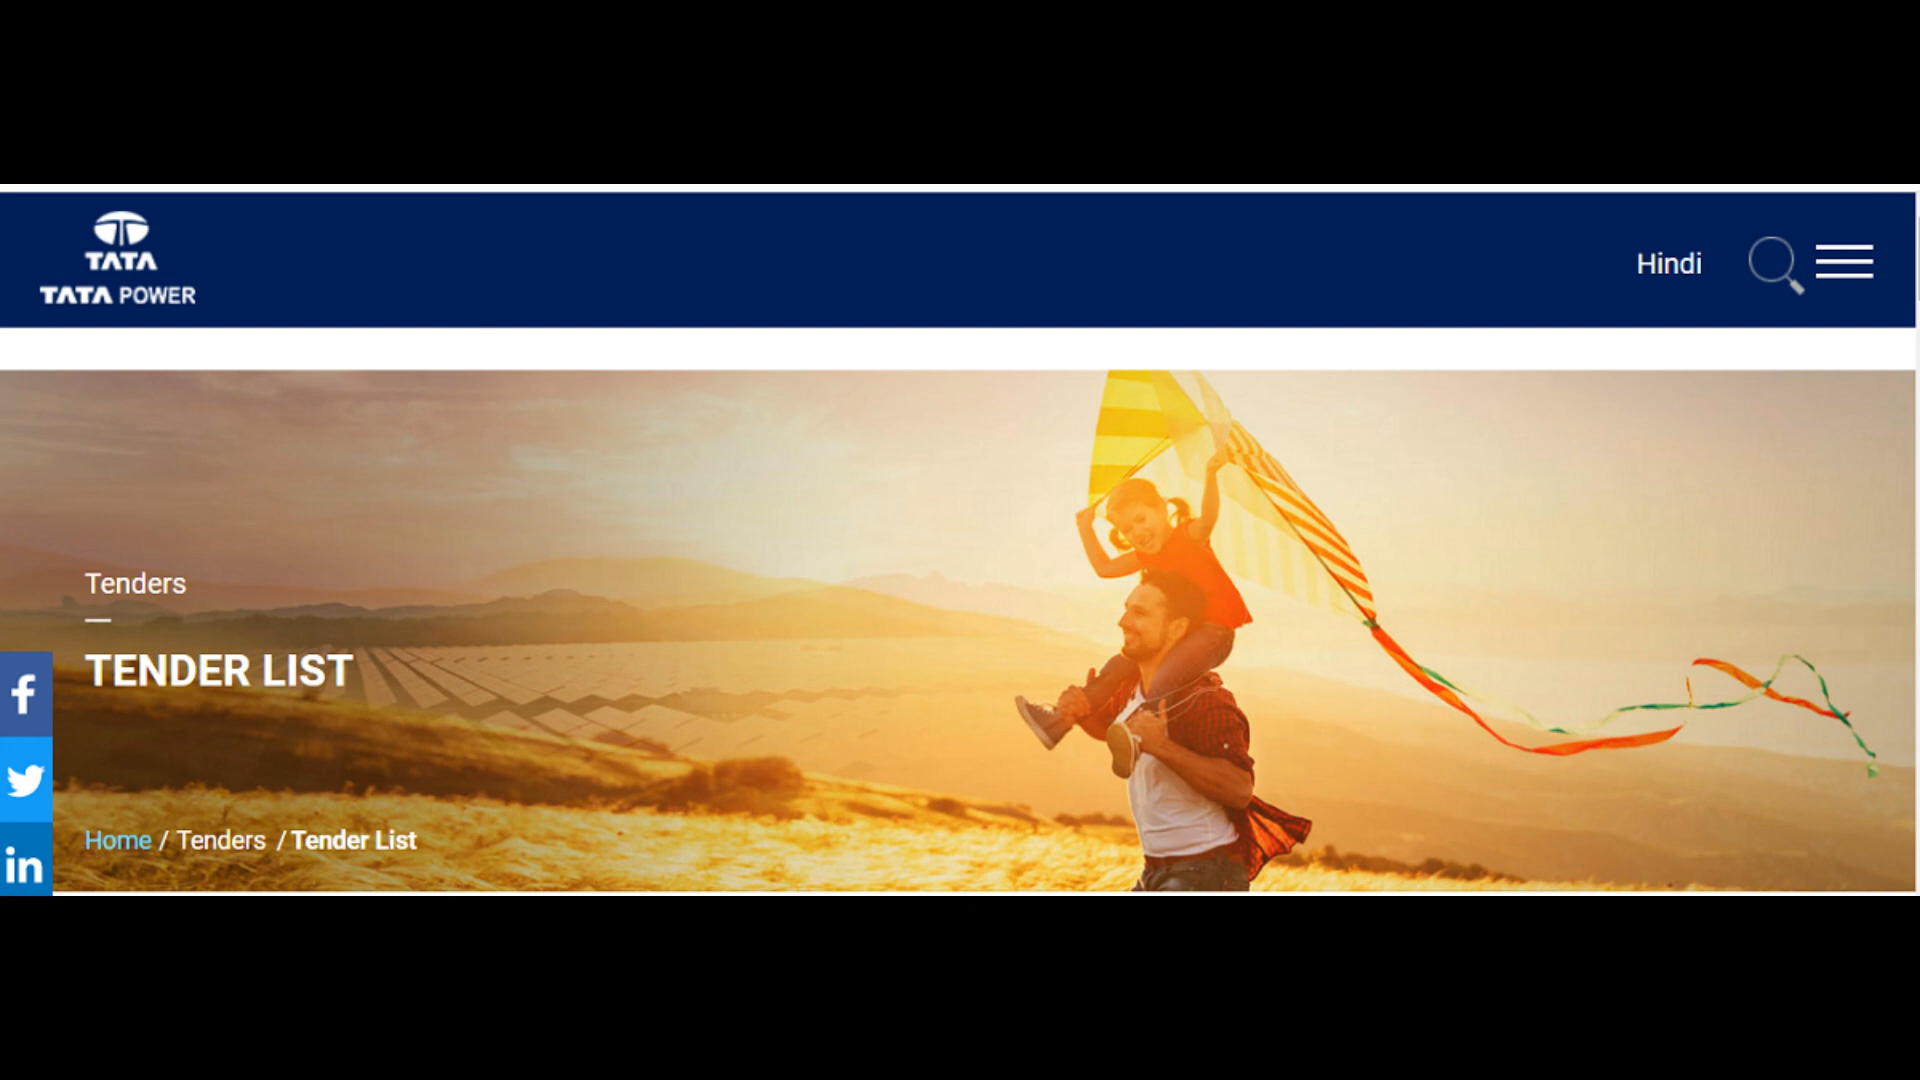 TATA
TATA POWER
Hindi
Tenders
TENDER LIST
f
in
Home / Tenders / Tender List